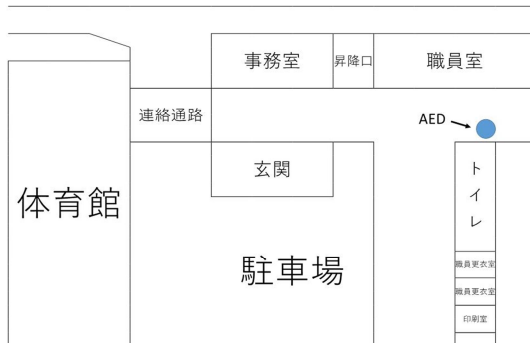 事務室
昇降口
職員室
連絡通路
AED
玄関
トイレ
体育館
駐車場
職員更衣室
職員更衣室
印刷室